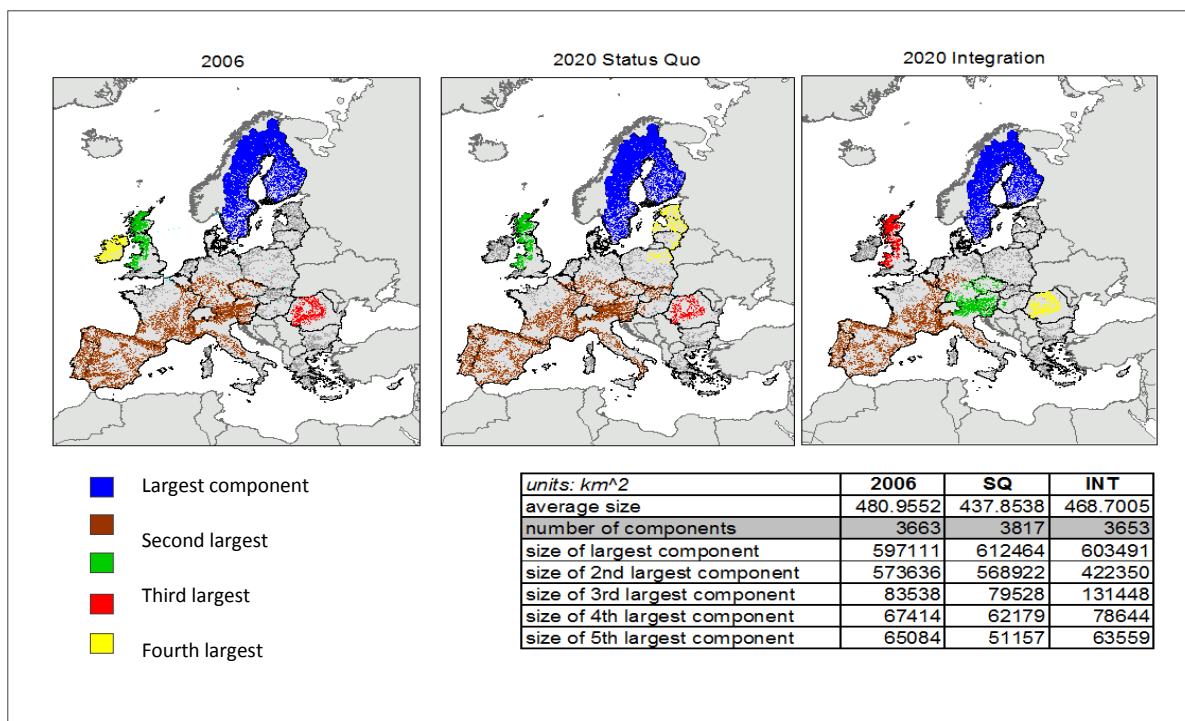 2006
2020 Status Quo
2020 Integration
Largest component
Second largest
Third largest
Fourth largest
units: km^2 2006 SQ INT
average size 480.9552 437.8538 468.7005
number of components 3663 3817 3653
size of largest component 597111 612464 603491
size of 2nd largest component 573636 568922 422350
size of 3rd largest component 83538 79528 131448
size of 4th largest component 67414 62179 78644
size of 5th largest component 65084 51157 63559